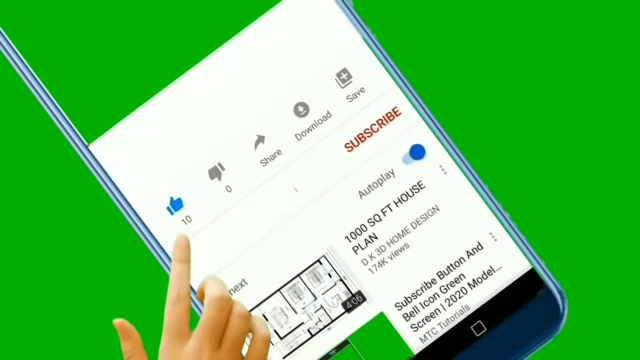 10
0
Share
Download
Save
SUBSCRIBE
next
Autoplay
4:06
1000 SQ FT HOUSE
PLAN
D K 3D HOME DESIGN
174K views
Subscribe Button And
Bell Icon Green
Screen | 2020 Model...
MTC Tutorials